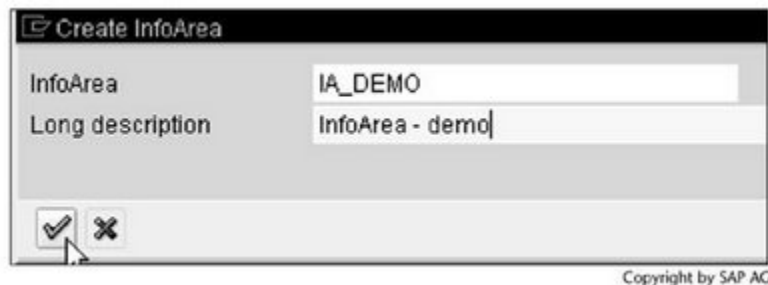 Create InfoArea
InfoArea IA_DEMO
Long description InfoArea - demo
Copyright by SAP AG